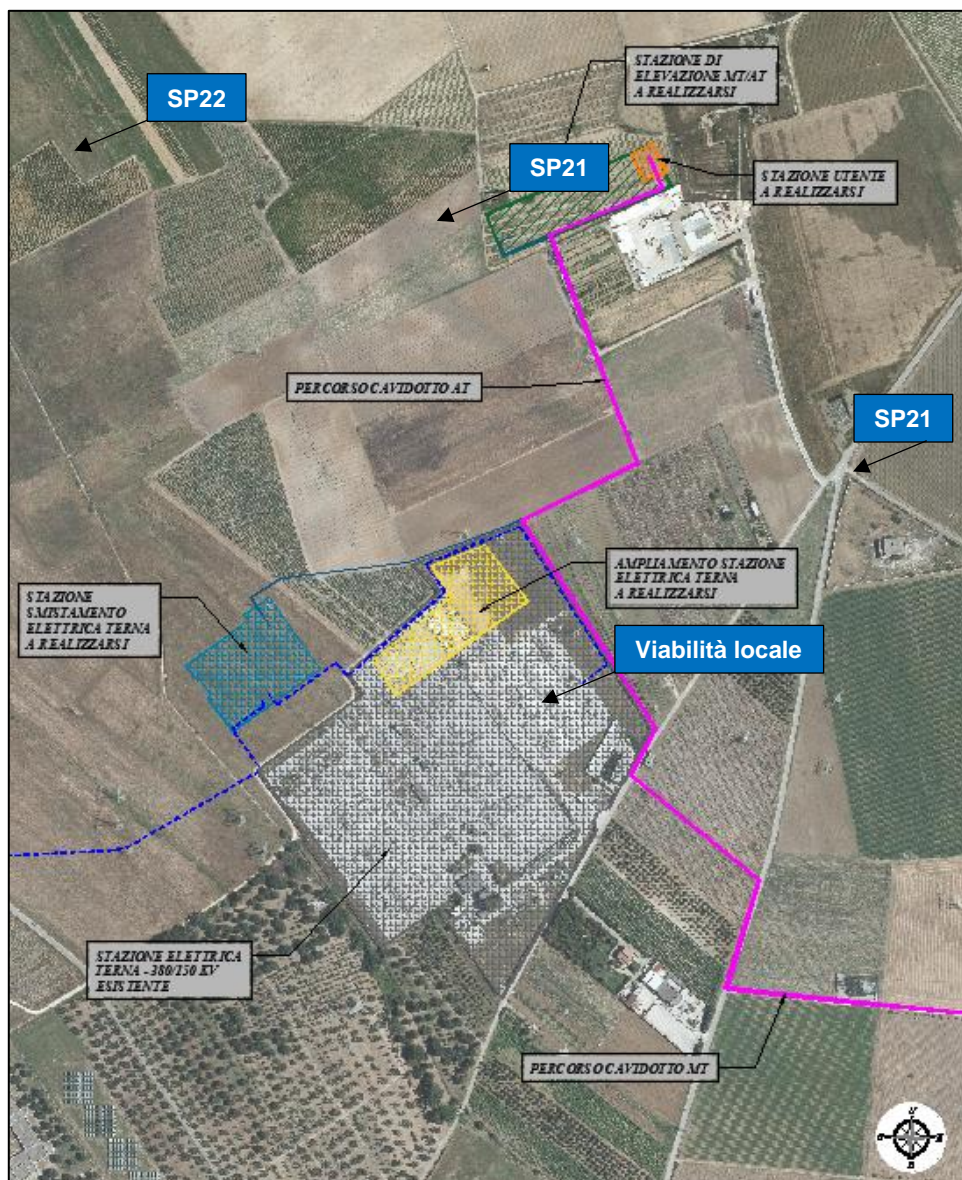 STAZIONE DI
ELEVAZIONE MT/AT
A REALIZZARSI
SP22
SP21
STAZIONE UTENTE
A REALIZZARSI
PERCORSO CAVIDOTTO AT
SP21
AMPLIAMENTO STAZIONE
ELETTRICA TERNA
A REALIZZARSI
STAZIONE
SMISTAMENTO
ELETTRICA TERNA
A REALIZZARSI
Viabilità locale
STAZIONE ELETTRICA
TERNA - 380/150 KV
ESISTENTE
PERCORSO CAVIDOTTO MT